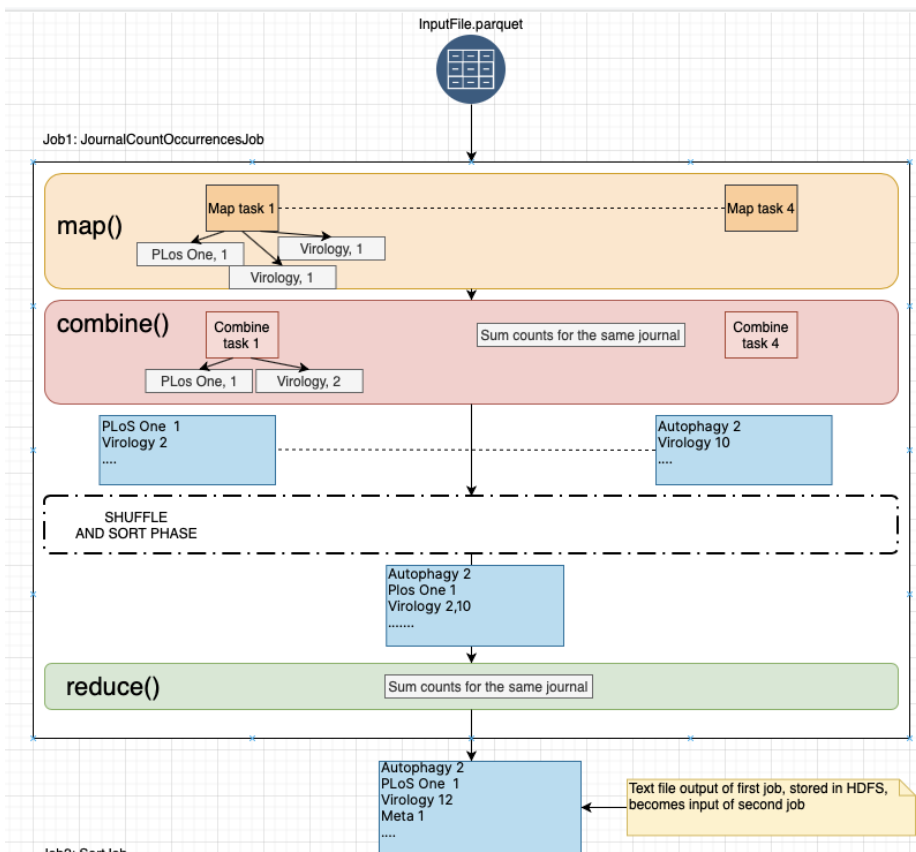 InputFile.parquet
Job1: JournalCountOccurrencesJob
map()
Map task 1
Map task 4
PLos One, 1
Virology, 1
Virology, 1
combine()
Combine
task 1
Sum counts for the same journal
Combine
task 4
PLos One, 1
Virology, 2
PLoS One 1
Virology 2
....
Autophagy 2
Virology 10
....
SHUFFLE
AND SORT PHASE
Autophagy 2
Plos One 1
Virology 2,10
.......
reduce()
Sum counts for the same journal
Autophagy 2
PLoS One 1
Virology 12
Meta 1
....
Text file output of first job, stored in HDFS,
becomes input of second job